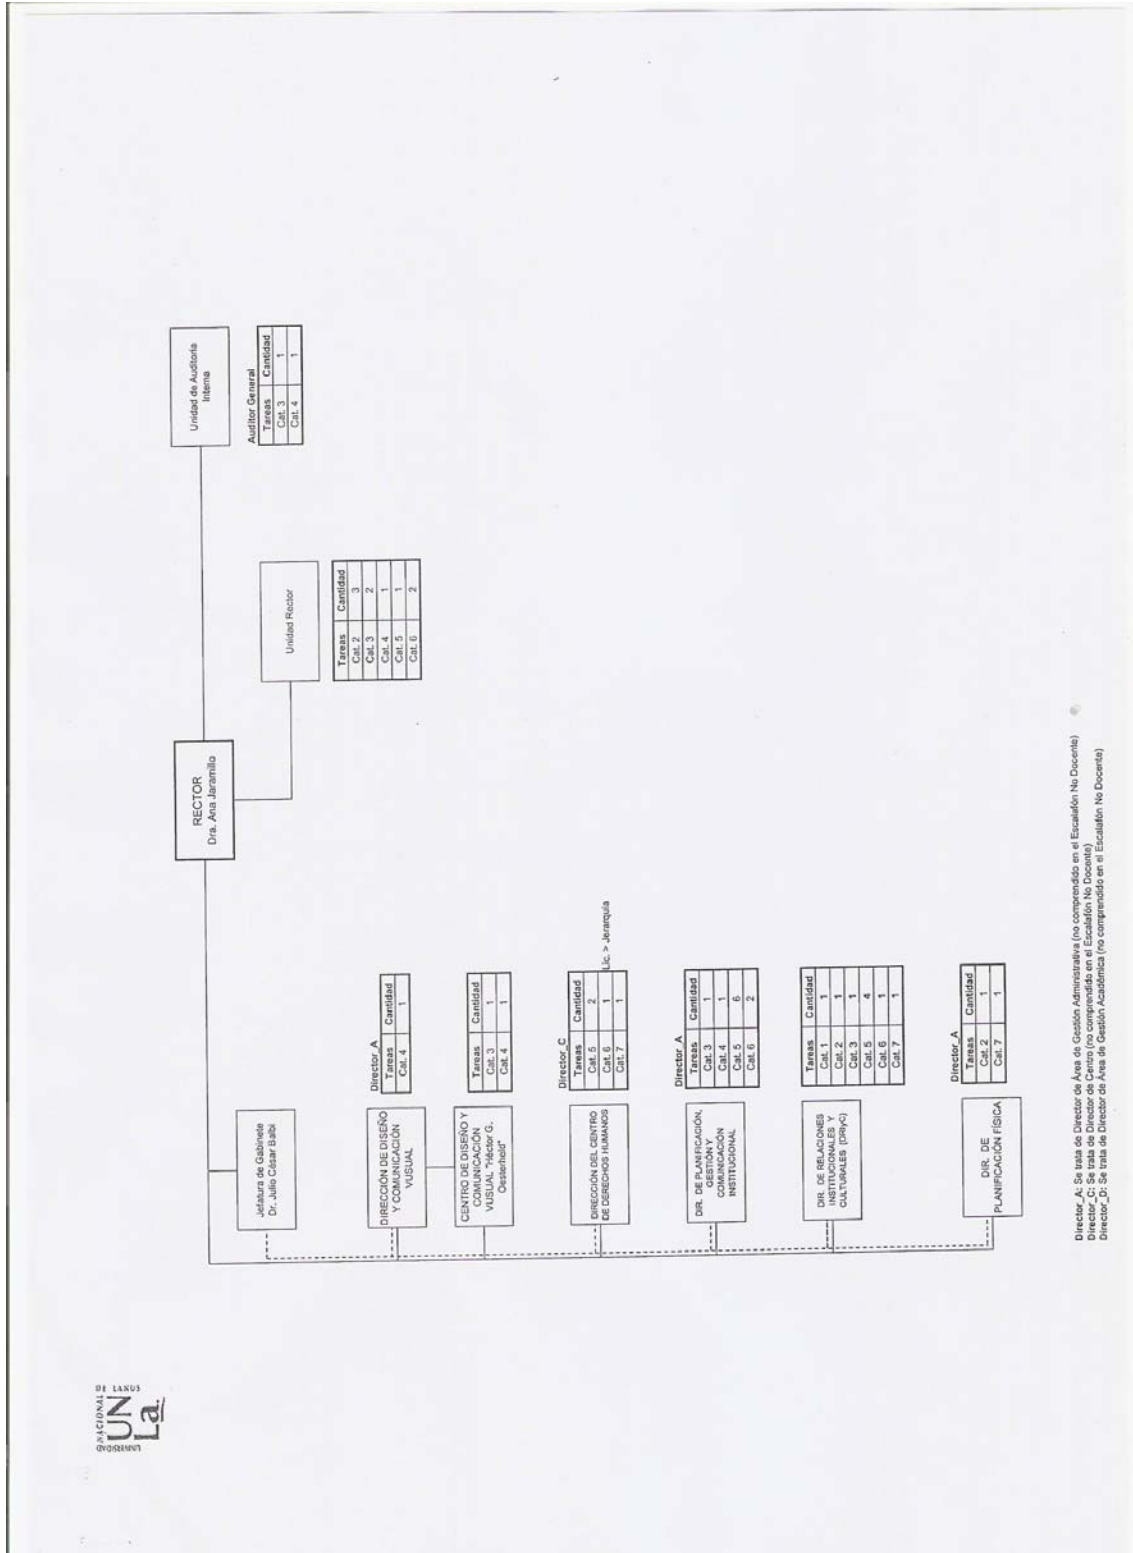 UNIVERSIDAD NACIONAL DE LANUS
UN
La.
RECTOR
Dra. Ana Jaramillo
Unidad de Auditoria
Interna
Auditor General
Tareas Cantidad
Cat. 3 1
Cat. 4 1
Unidad Rector
Tareas Cantidad
Cat. 2 3
Cat. 3 2
Cat. 4 1
Cat. 5 1
Cat. 6 2
Jefatura de Gabinete
Dr. Julio César Balbi
DIRECCIÓN DE DISEÑO
Y COMUNICACIÓN
VUSUAL
Director_A
Tareas Cantidad
Cat. 4 1
CENTRO DE DISEÑO Y
COMUNICACIÓN
VUSUAL "Héctor G.
Oesterheld"
Tareas Cantidad
Cat. 3 1
Cat. 4 1
DIRECCIÓN DEL CENTRO
DE DERECHOS HUMANOS
Director_C
Tareas Cantidad
Cat. 5 2
Cat. 6 1 Lic. > Jerarquía
Cat. 7 1
DIR. DE PLANIFICACIÓN,
GESTIÓN Y
COMUNICACIÓN
INSTITUCIONAL
Director_A
Tareas Cantidad
Cat. 3 1
Cat. 4 1
Cat. 5 6
Cat. 6 2
DIR. DE RELACIONES
INSTITUCIONALES Y
CULTURALES (DRIyC)
Tareas Cantidad
Cat. 1 1
Cat. 2 1
Cat. 3 1
Cat. 5 4
Cat. 6 1
Cat. 7 1
DIR. DE
PLANIFICACIÓN FÍSICA
Director_A
Tareas Cantidad
Cat. 2 1
Cat. 7 1
Director_A: Se trata de Director de Área de Gestión Administrativa (no comprendido en el Escalafón No Docente)
Director_C: Se trata de Director de Centro (no comprendido en el Escalafón No Docente)
Director_D: Se trata de Director de Área de Gestión Académica (no comprendido en el Escalafón No Docente)